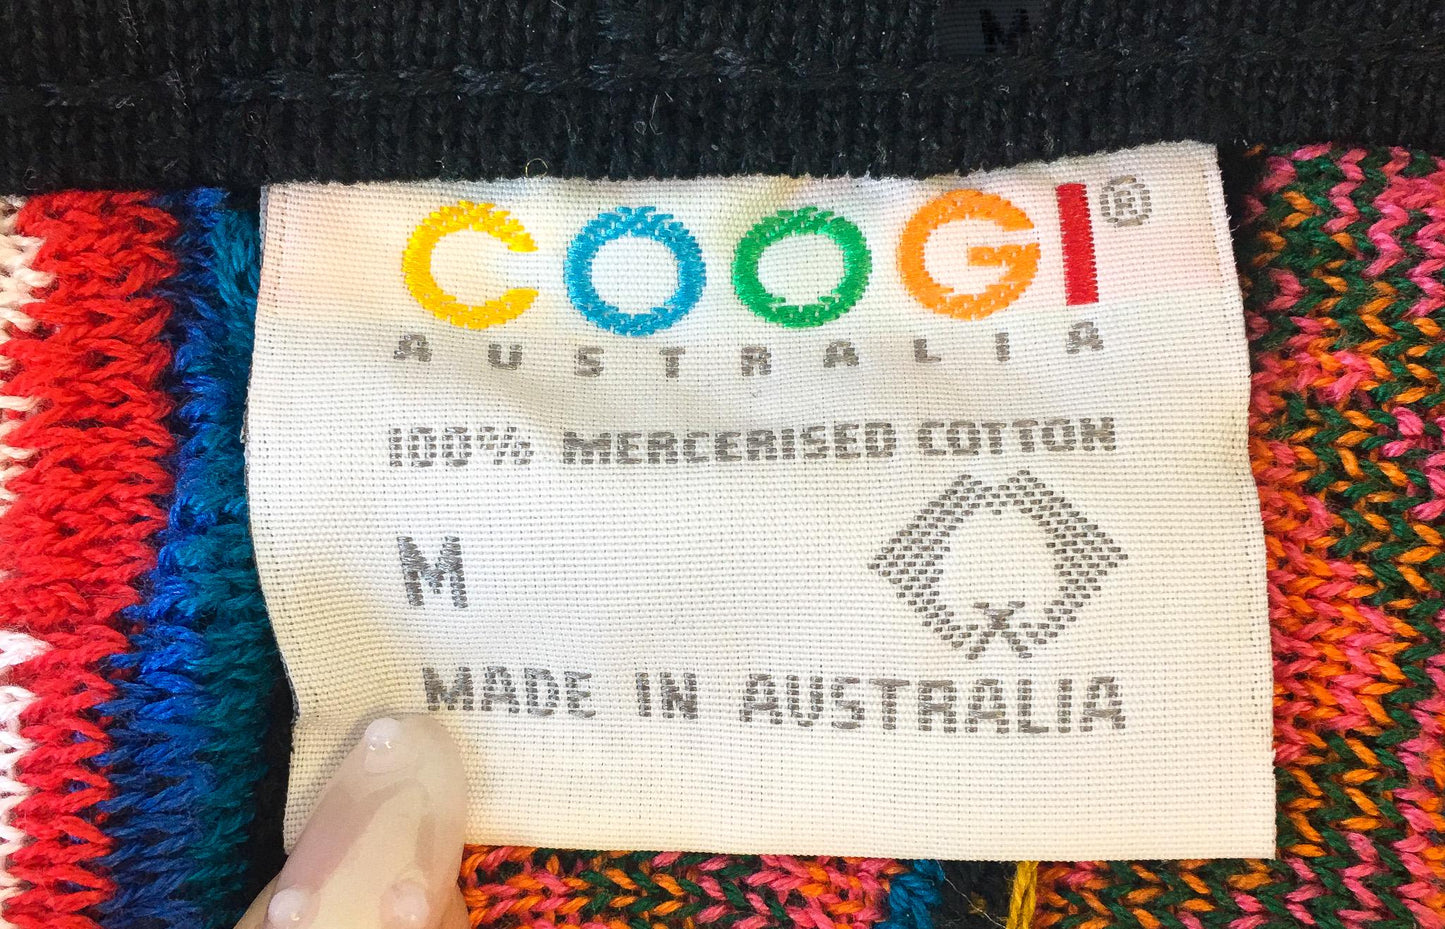 M
COOGI®
AUSTRALIA
100% MERCERISED COTTON
M
MADE IN AUSTRALIA